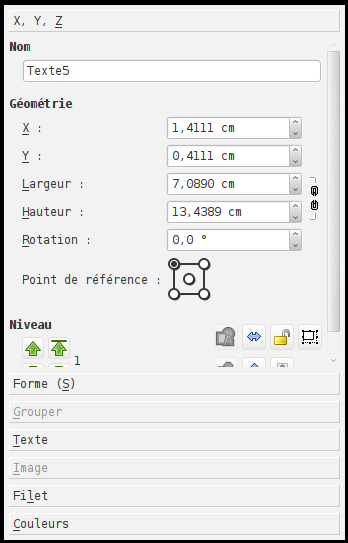 X, Y, Z
Nom
Texte5
Géométrie
X : 1,4111 cm
Y : 0,4111 cm
Largeur : 7,0890 cm
Hauteur : 13,4389 cm
Rotation : 0,0 °
Point de référence :
Niveau
1
Forme (S)
Grouper
Texte
Image
Filet
Couleurs